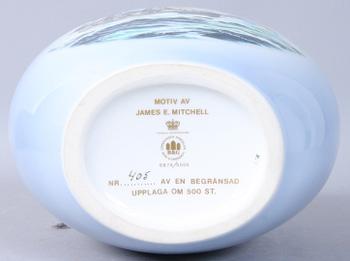 MOTIV AV
JAMES E. MITCHELL
B&G
NR. 405 AV EN BEGRÄNSAD
UPPLAGA OM 500 ST.